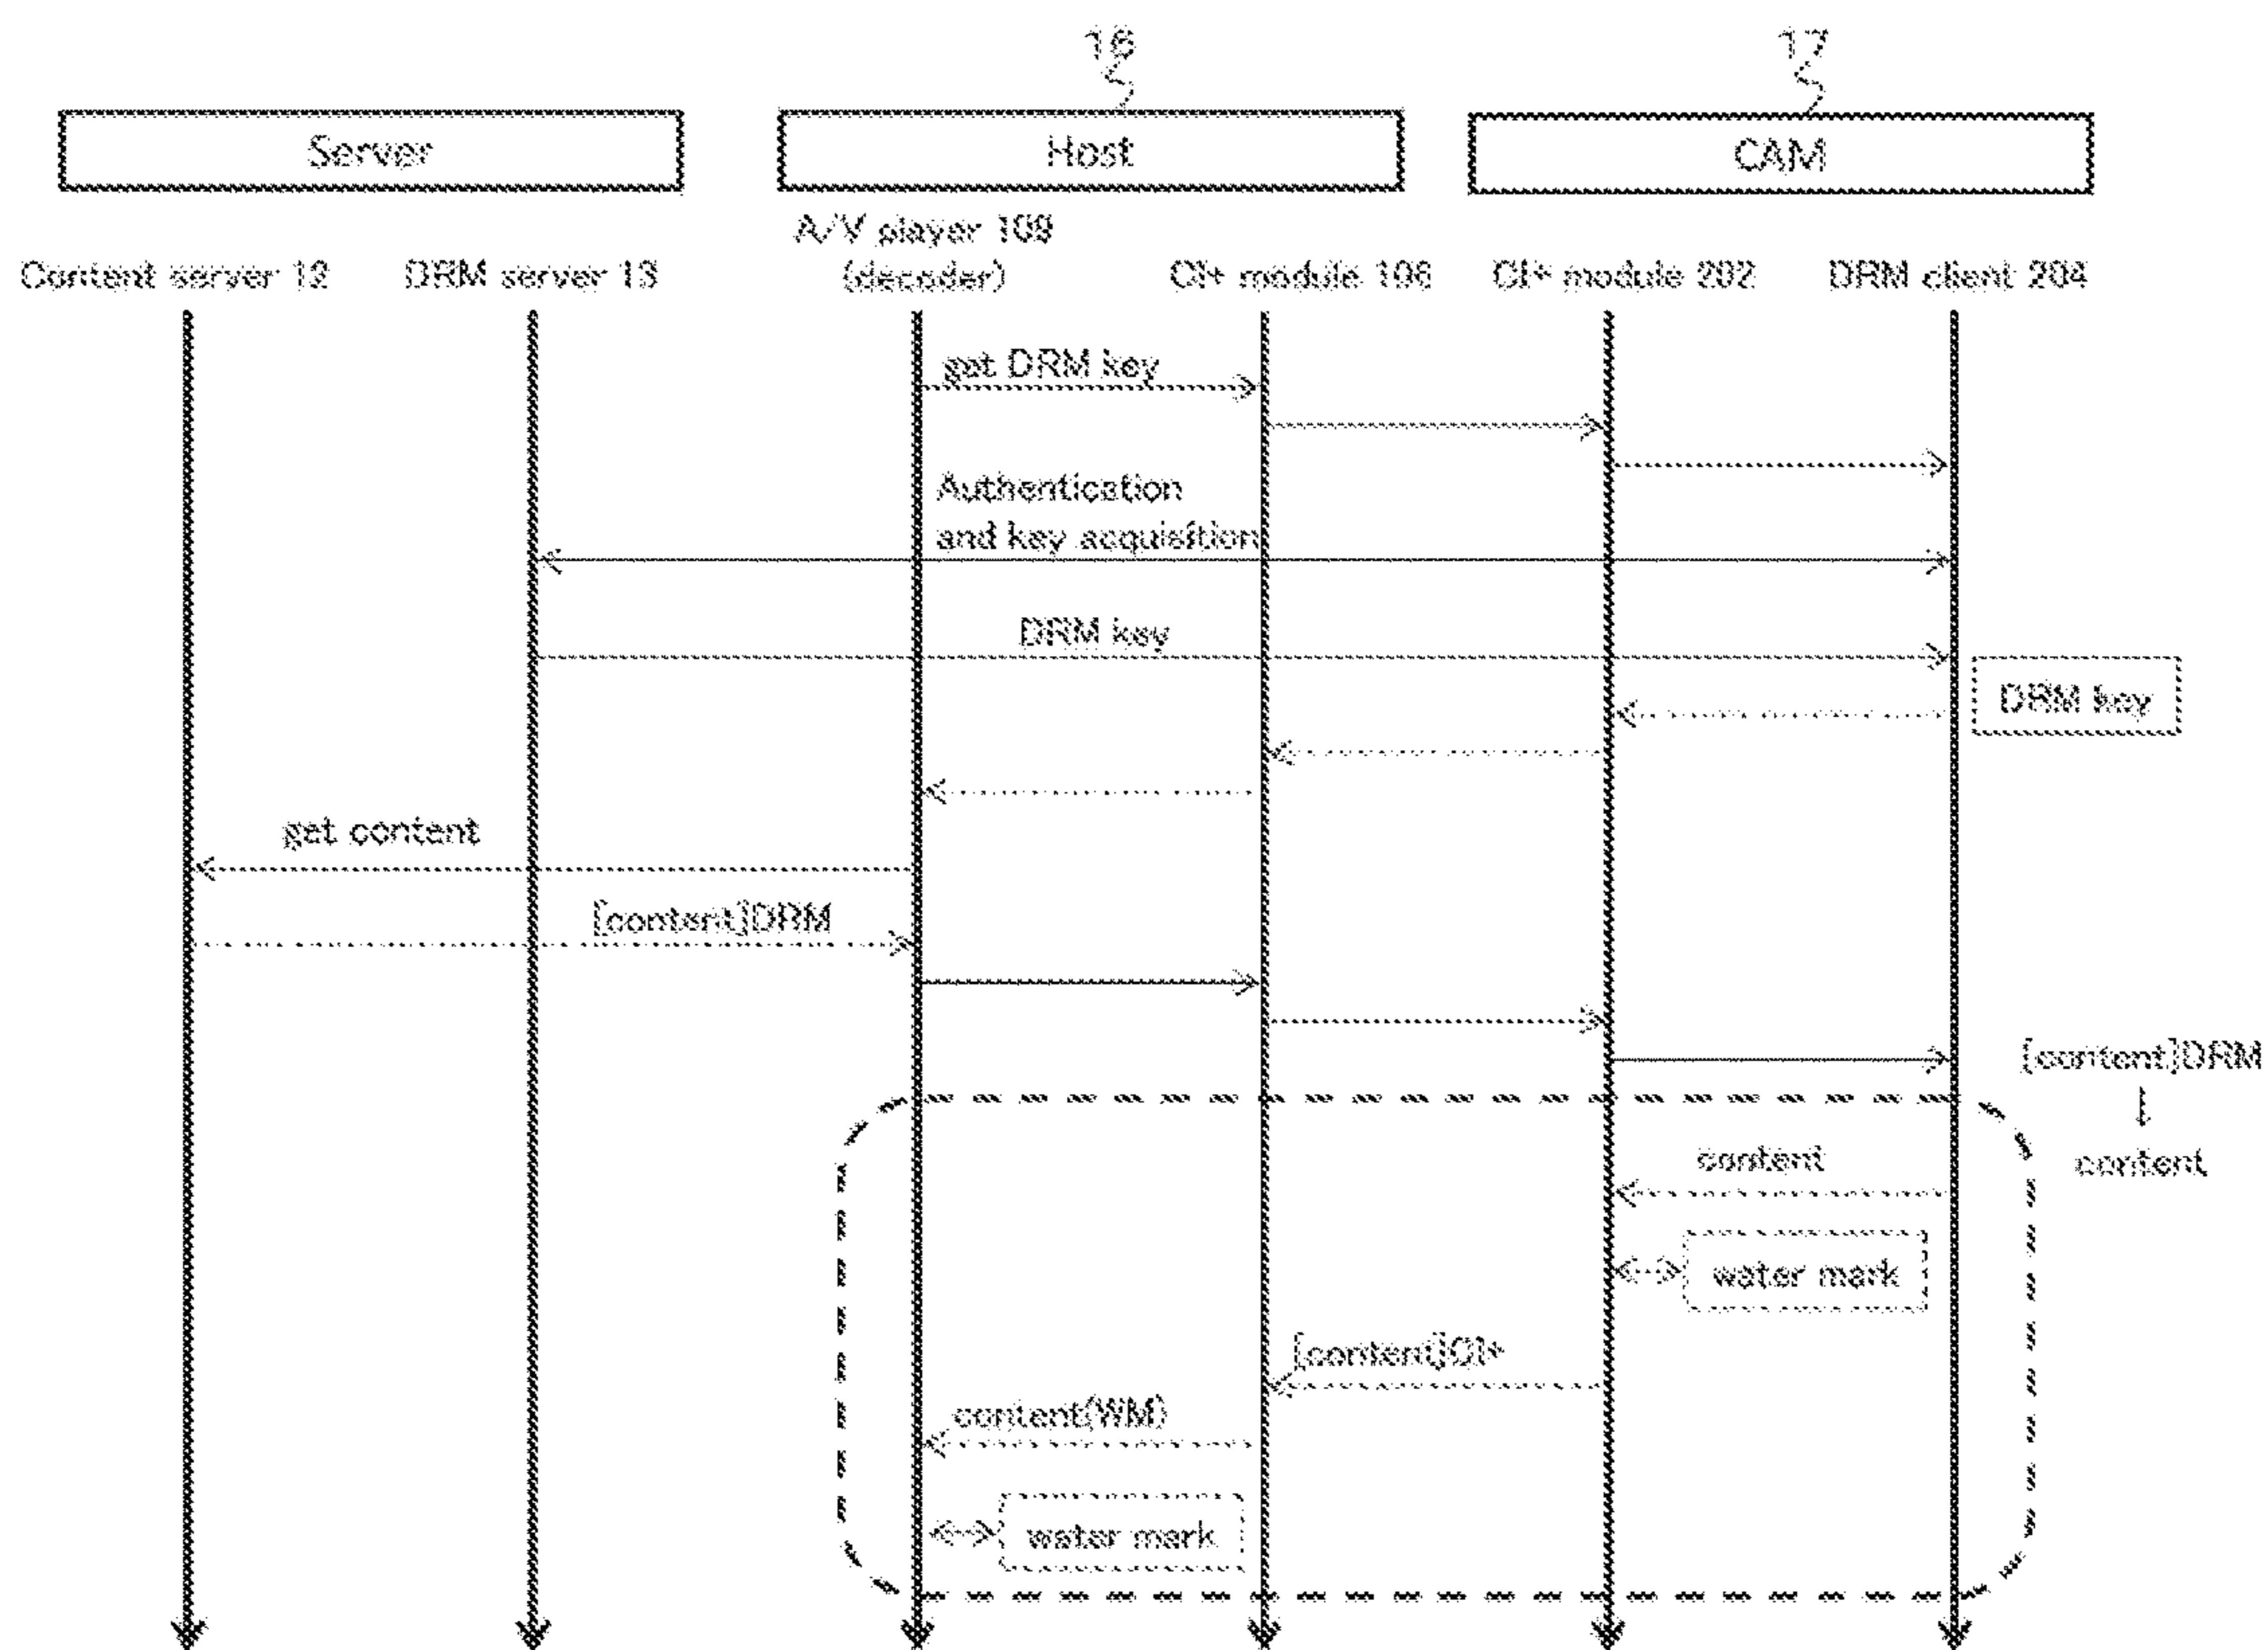 16
17
Server
Host
CAM
A/V player 109
(decoder)
Content server 12
DRM server 13
CI+ module 106
CI+ module 202
DRM client 204
get DRM key
Authentication
and key acquisition
DRM key
DRM key
get content
[content]DRM
[content]DRM
content
content
water mark
[content]CI+
content(WM)
water mark